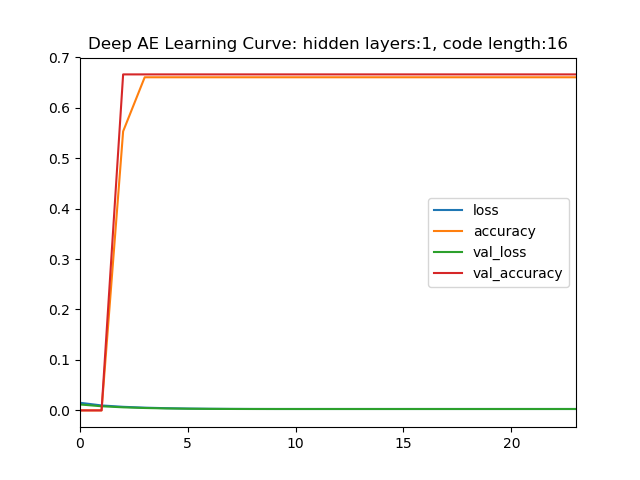 Deep AE Learning Curve: hidden layers:1, code length:16
0.7
0.6
0.5
0.4
0.3
0.2
0.1
0.0
loss
accuracy
val_loss
val_accuracy
0 5 10 15 20